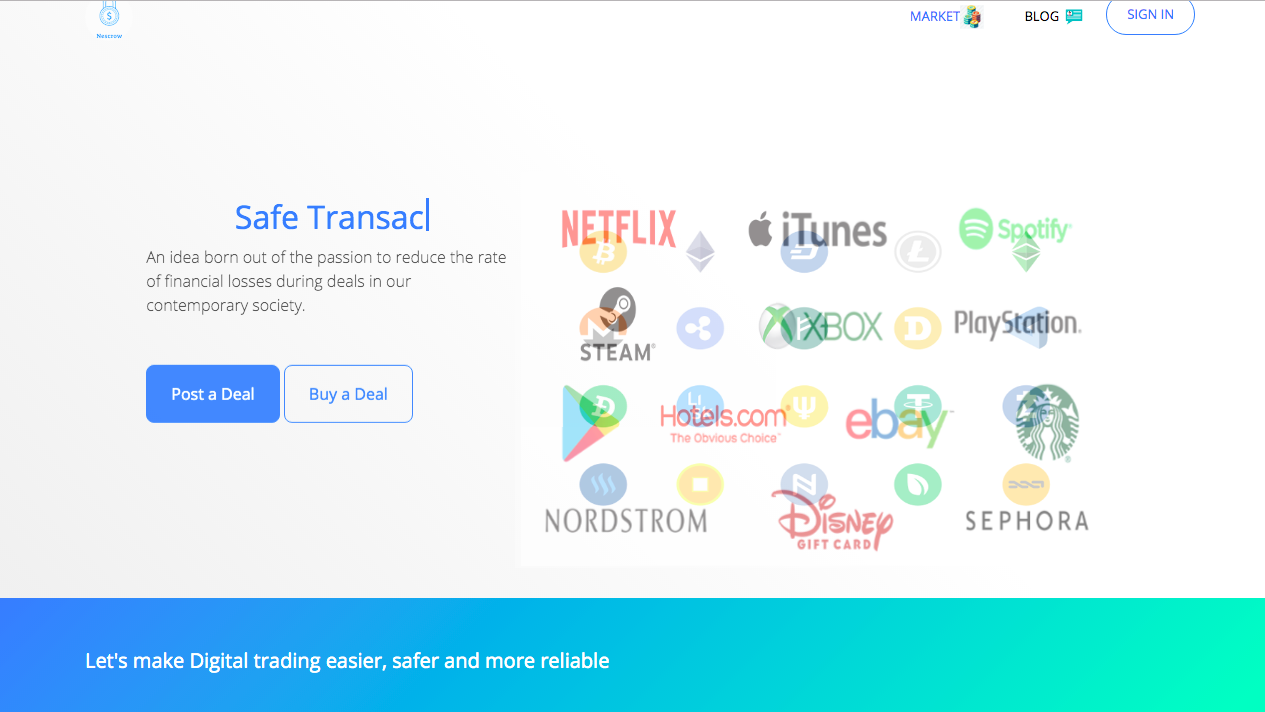 Nescrow
MARKET
BLOG
SIGN IN
Safe Transac
An idea born out of the passion to reduce the rate
of financial losses during deals in our
contemporary society.
Post a Deal
Buy a Deal
NETFLIX
iTunes
Spotify®
STEAM®
XBOX
PlayStation®
Hotels.com®
The Obvious Choice™
ebay™
NORDSTROM
Disney
GIFT CARD
SEPHORA
Let's make Digital trading easier, safer and more reliable